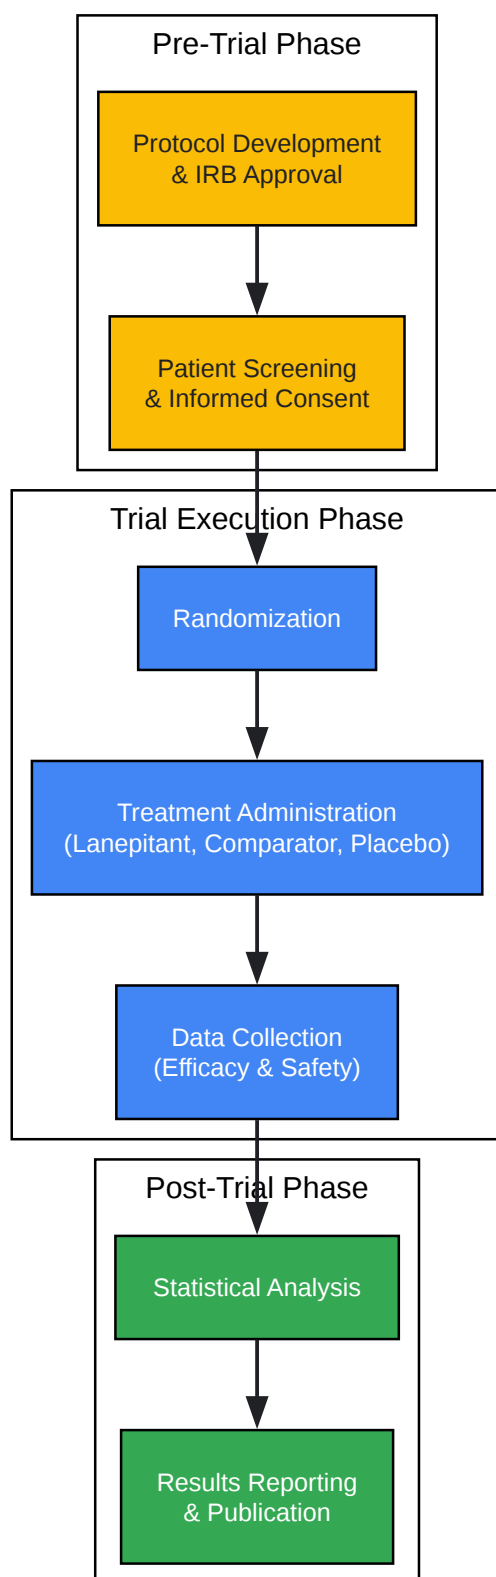 Pre-Trial Phase
Protocol Development
& IRB Approval
Patient Screening
& Informed Consent
Trial Execution Phase
Randomization
Treatment Administration
(Lanepitant, Comparator, Placebo)
Data Collection
(Efficacy & Safety)
Post-Trial Phase
Statistical Analysis
Results Reporting
& Publication